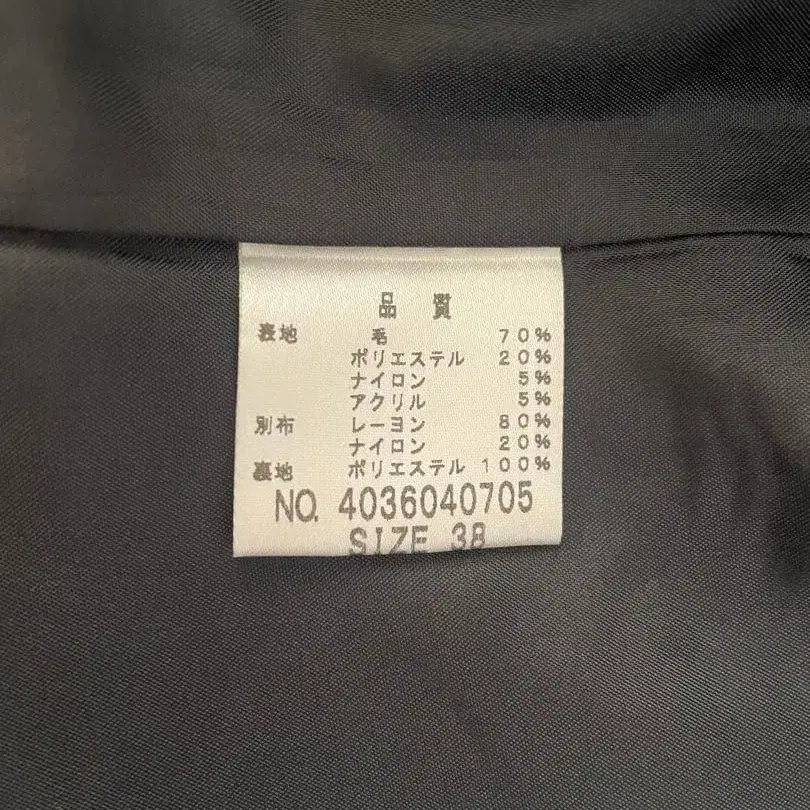 品 質
表地 毛 70%
ポリエステル 20%
ナイロン 5%
アクリル 5%
別布 レーヨン 80%
ナイロン 20%
裏地 ポリエステル 100%
NO. 4036040705
SIZE 38